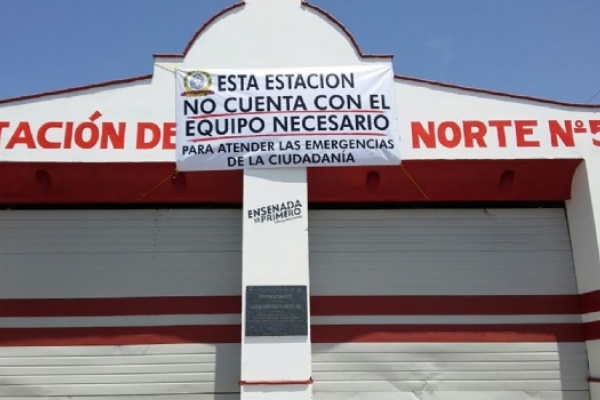 ESTA ESTACION
NO CUENTA CON EL
EQUIPO NECESARIO
PARA ATENDER LAS EMERGENCIAS
DE LA CIUDADANÍA
TACIÓN DE NORTE Nº5
ENSENADA
ES PRIMERO